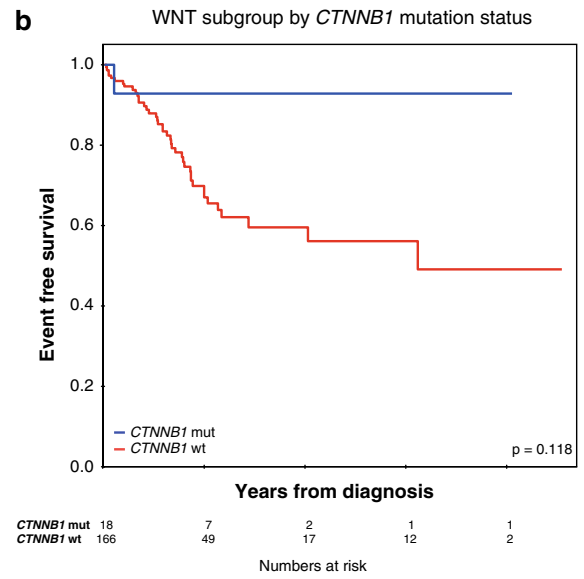 b
WNT subgroup by CTNNB1 mutation status
1.0
0.8
0.6
0.4
0.2
0.0
Event free survival
CTNNB1 mut
CTNNB1 wt
p = 0.118
Years from diagnosis
CTNNB1 mut 18 7 2 1 1
CTNNB1 wt 166 49 17 12 2
Numbers at risk